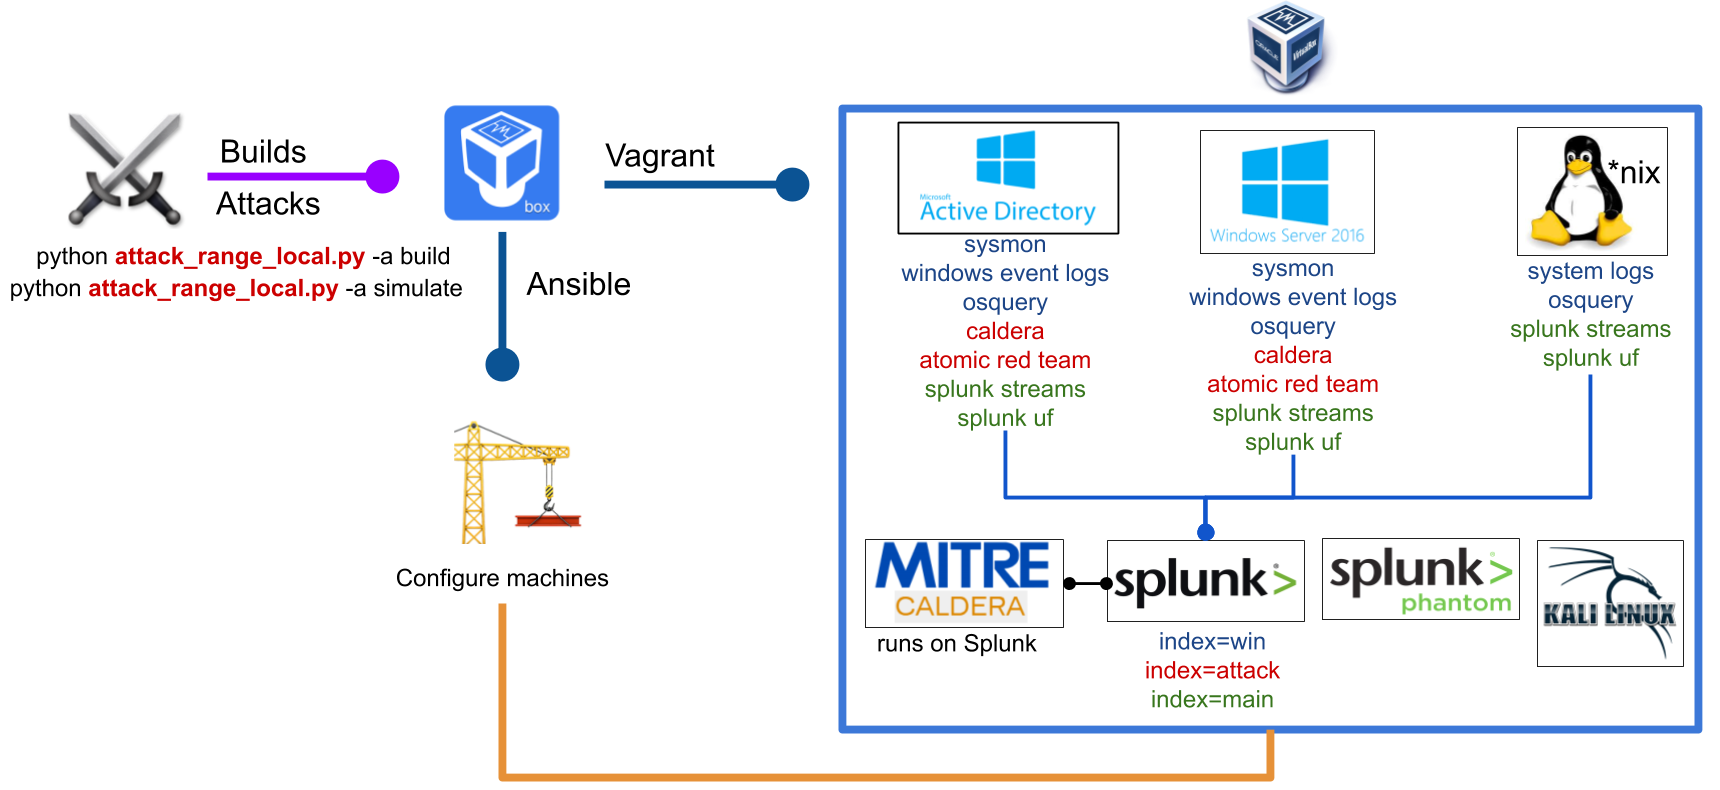 Builds
Attacks
python attack_range_local.py -a build
python attack_range_local.py -a simulate
box
Vagrant
Ansible
Configure machines
ORACLE
VirtualBox
Microsoft
Active Directory
sysmon
windows event logs
osquery
caldera
atomic red team
splunk streams
splunk uf
Windows Server 2016
sysmon
windows event logs
osquery
caldera
atomic red team
splunk streams
splunk uf
*nix
system logs
osquery
splunk streams
splunk uf
MITRE
CALDERA
runs on Splunk
splunk>
index=win
index=attack
index=main
splunk>
phantom
KALI LINUX